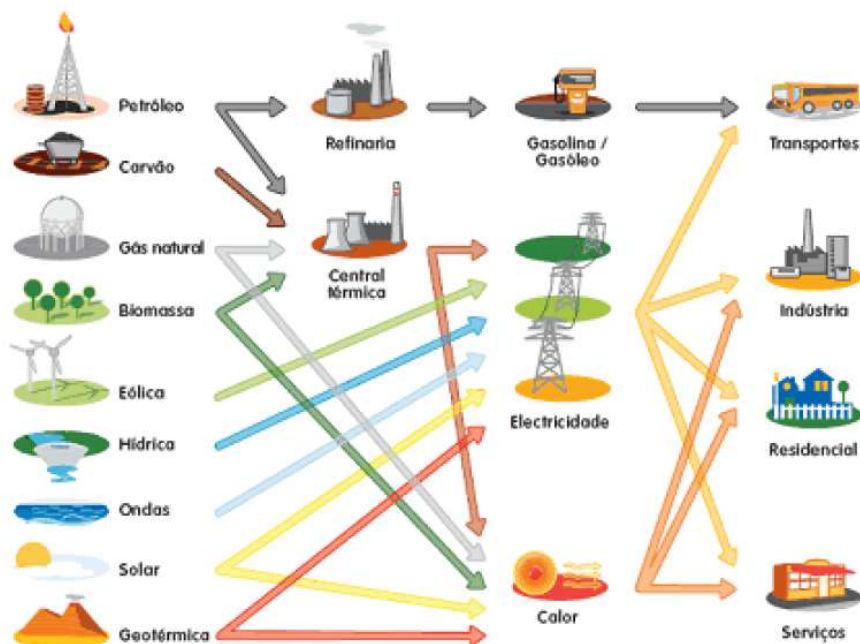 Petróleo
Carvão
Gás natural
Biomassa
Eólica
Hídrica
Ondas
Solar
Geotérmica
Refinaria
Central
térmica
Gasolina /
Gasóleo
Electricidade
Calor
Transportes
Indústria
Residencial
Serviços